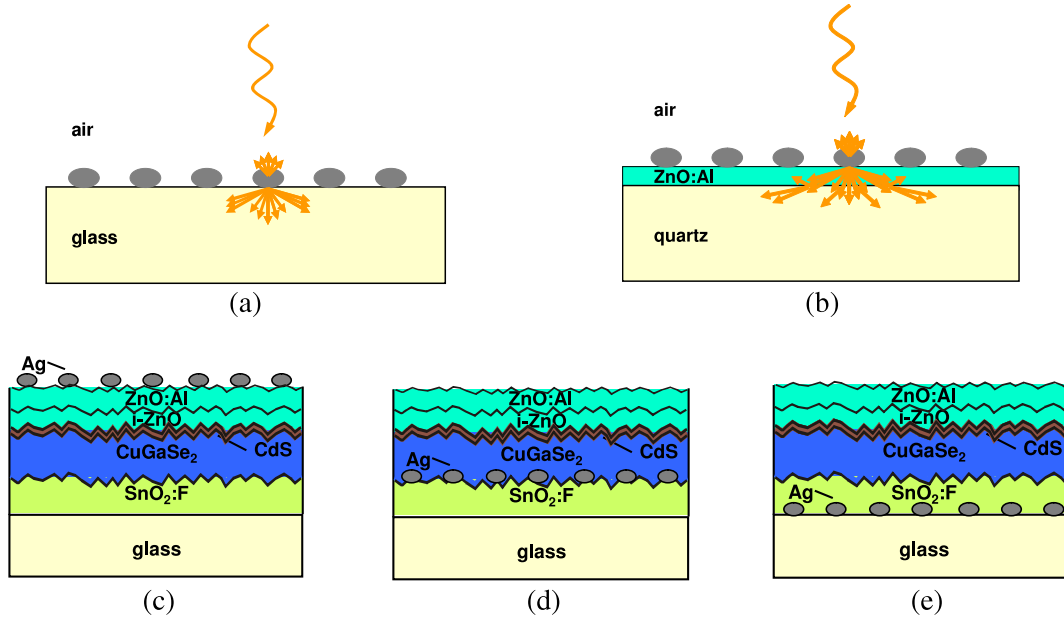 air
glass
(a)
air
ZnO:Al
quartz
(b)
Ag
ZnO:Al
i-ZnO
CuGaSe₂
CdS
SnO₂:F
glass
(c)
ZnO:Al
i-ZnO
Ag
CuGaSe₂
CdS
SnO₂:F
glass
(d)
ZnO:Al
i-ZnO
CuGaSe₂
CdS
Ag
SnO₂:F
glass
(e)